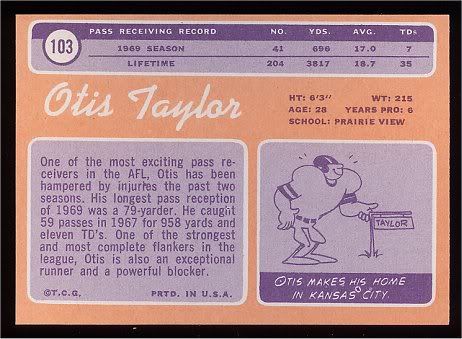 103
PASS RECEIVING RECORD NO. YDS. AVG. TDs
1969 SEASON 41 696 17.0 7
LIFETIME 204 3817 18.7 35
Otis Taylor
HT: 6'3" WT: 215
AGE: 28 YEARS PRO: 6
SCHOOL: PRAIRIE VIEW
One of the most exciting pass re-
ceivers in the AFL, Otis has been
hampered by injuries the past two
seasons. His longest pass reception
of 1969 was a 79-yarder. He caught
59 passes in 1967 for 958 yards and
eleven TD's. One of the strongest
and most complete flankers in the
league, Otis is also an exceptional
runner and a powerful blocker.
©T.C.G. PRTD. IN U.S.A.
TAYLOR
OTIS MAKES HIS HOME
IN KANSAS CITY.